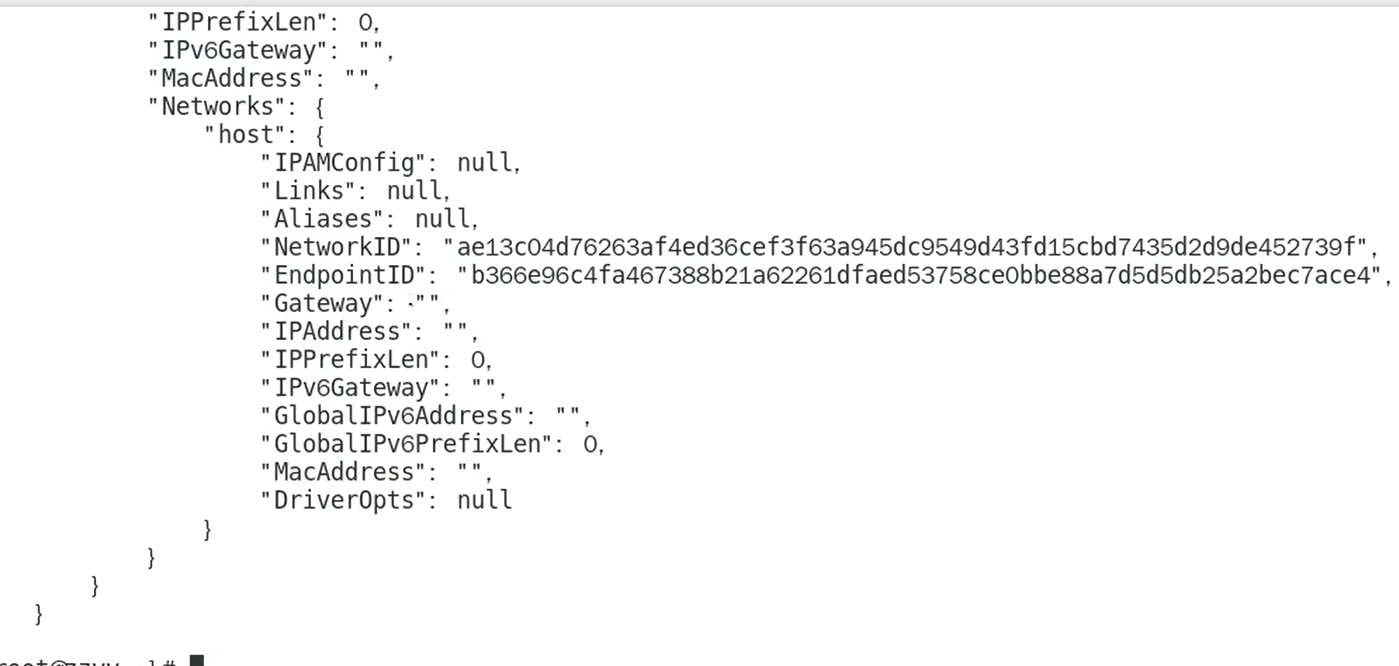 "IPPrefixLen": 0,
"IPv6Gateway": "",
"MacAddress": "",
"Networks": {
"host": {
"IPAMConfig": null,
"Links": null,
"Aliases": null,
"NetworkID": "ae13c04d76263af4ed36cef3f63a945dc9549d43fd15cbd7435d2d9de452739f",
"EndpointID": "b366e96c4fa467388b21a62261dfaed53758ce0bbe88a7d5d5db25a2bec7ace4",
"Gateway": "",
"IPAddress": "",
"IPPrefixLen": 0,
"IPv6Gateway": "",
"GlobalIPv6Address": "",
"GlobalIPv6PrefixLen": 0,
"MacAddress": "",
"DriverOpts": null
}
}
}
}